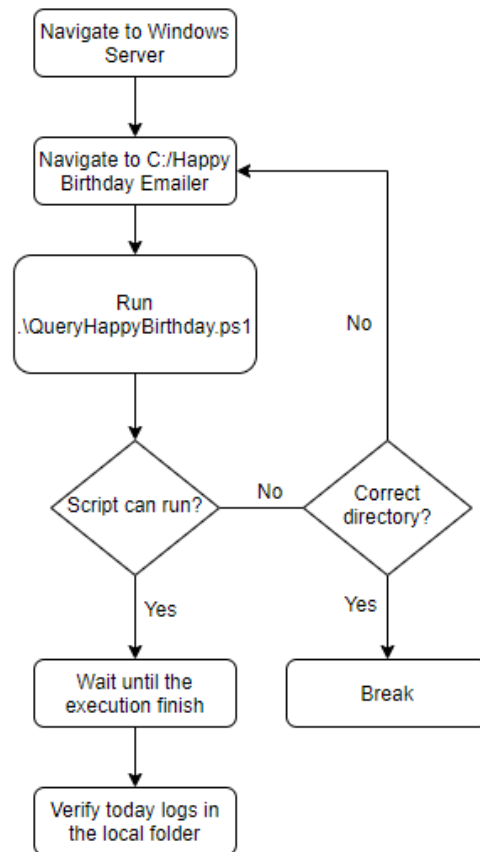 Navigate to Windows
Server
Navigate to C:/Happy
Birthday Emailer
Run
.\QueryHappyBirthday.ps1
No
Script can run?
No
Correct
directory?
Yes
Yes
Wait until the
execution finish
Break
Verify today logs in
the local folder